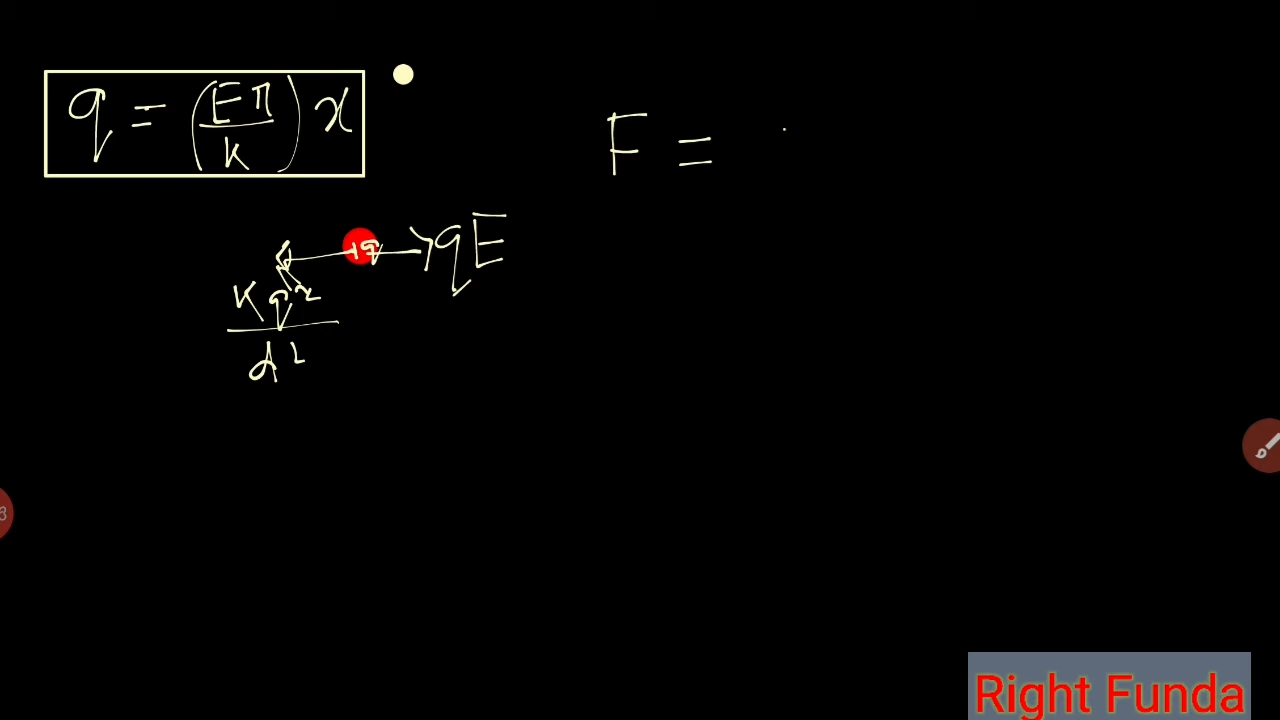 q = (Eπ/K) x
F =
+q
qE
Kq²/d²
Right Funda